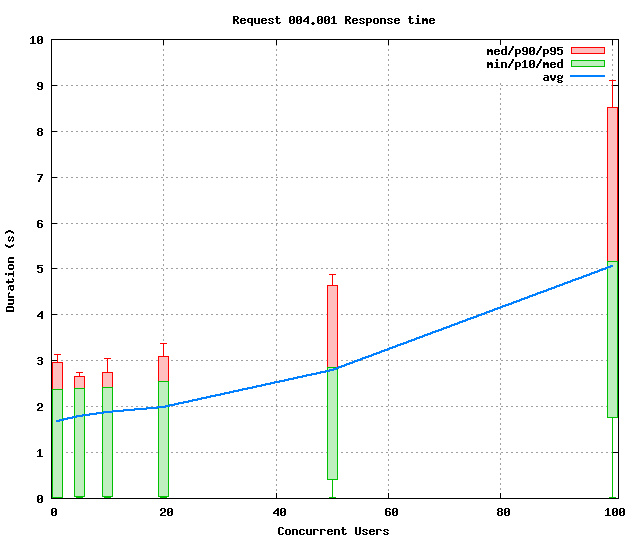 Request 004.001 Response time
med/p90/p95
min/p10/med
avg
10
9
8
7
6
5
4
3
2
1
0
Duration (s)
0 20 40 60 80 100
Concurrent Users